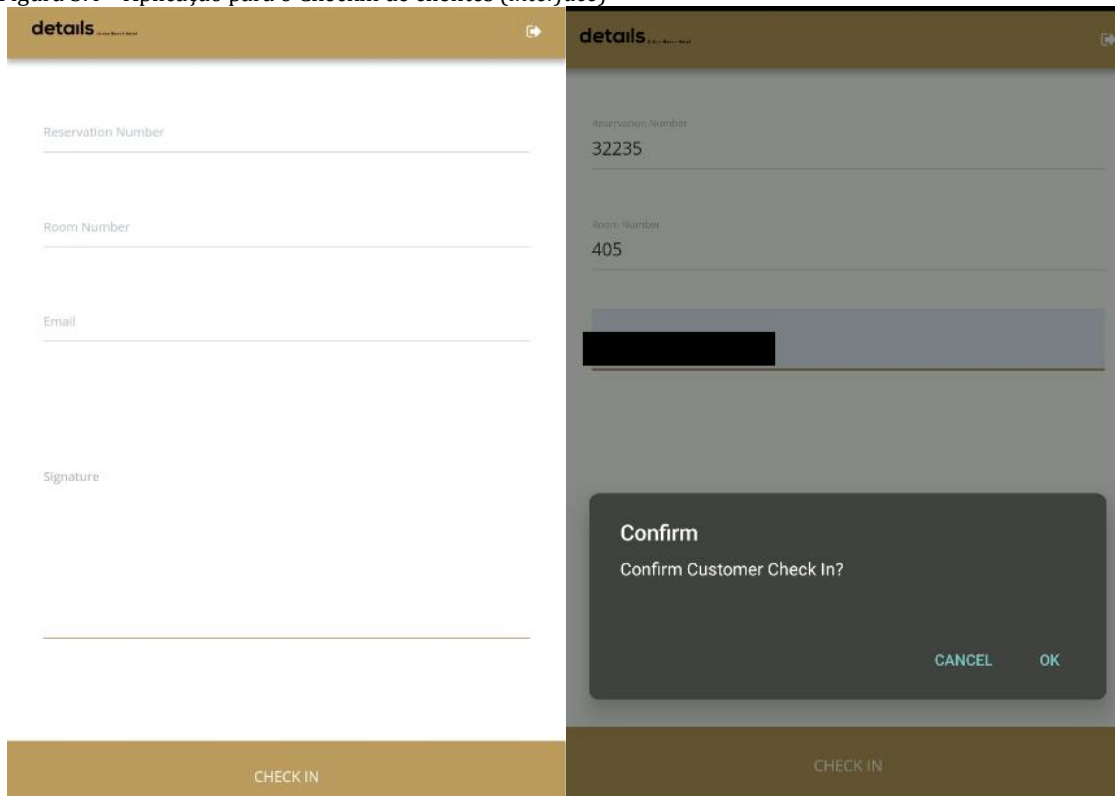 details
Reservation Number
Room Number
Email
Signature
CHECK IN
details
Reservation Number
32235
Room Number
405
Confirm
Confirm Customer Check In?
CANCEL OK
CHECK IN